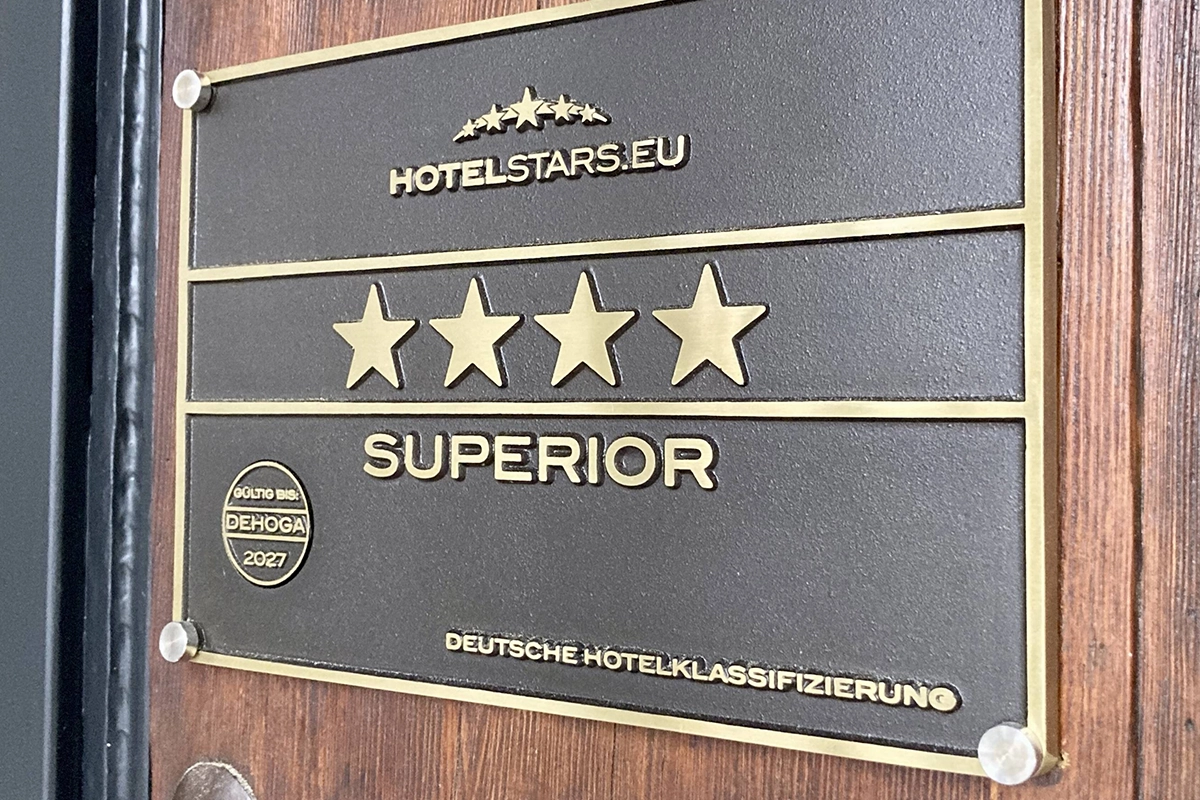 HOTELSTARS.EU
SUPERIOR
GÜLTIG BIS:
DEHOGA
2027
DEUTSCHE HOTELKLASSIFIZIERUNG